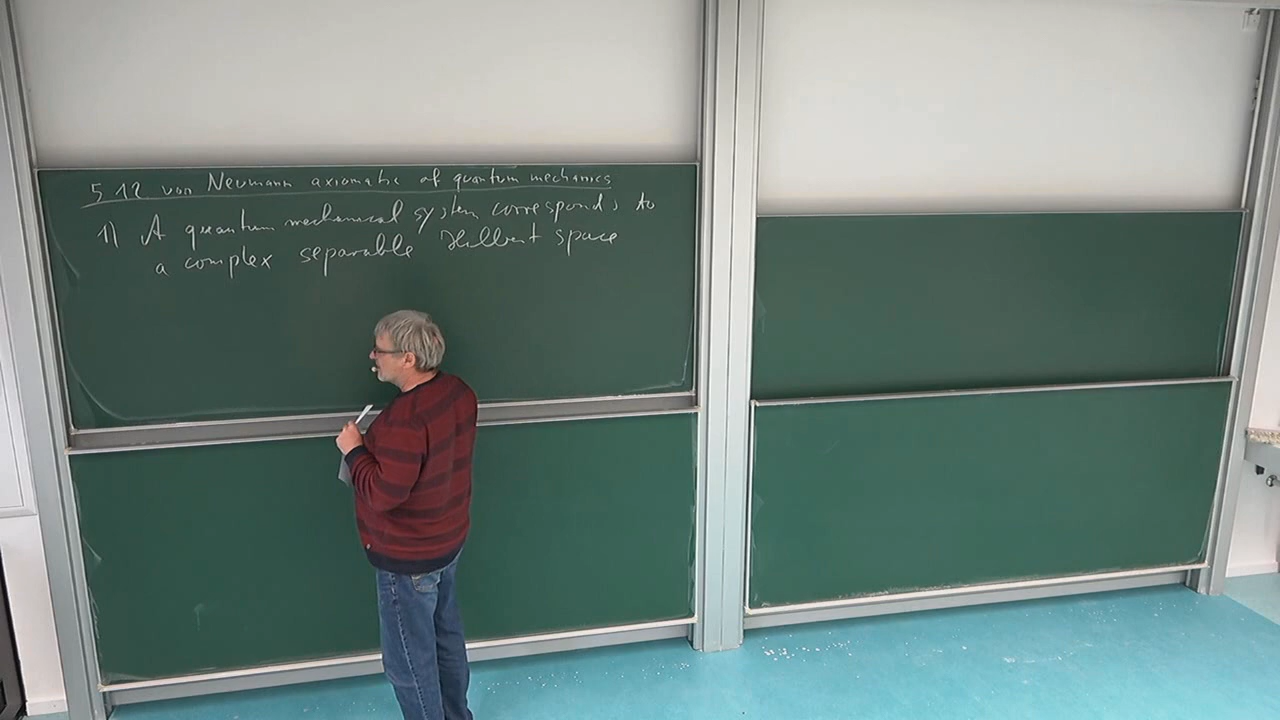 5.12 von Neumann axiomatic of quantum mechanics
1) A quantum mechanical system corresponds to
a complex separable Hilbert space